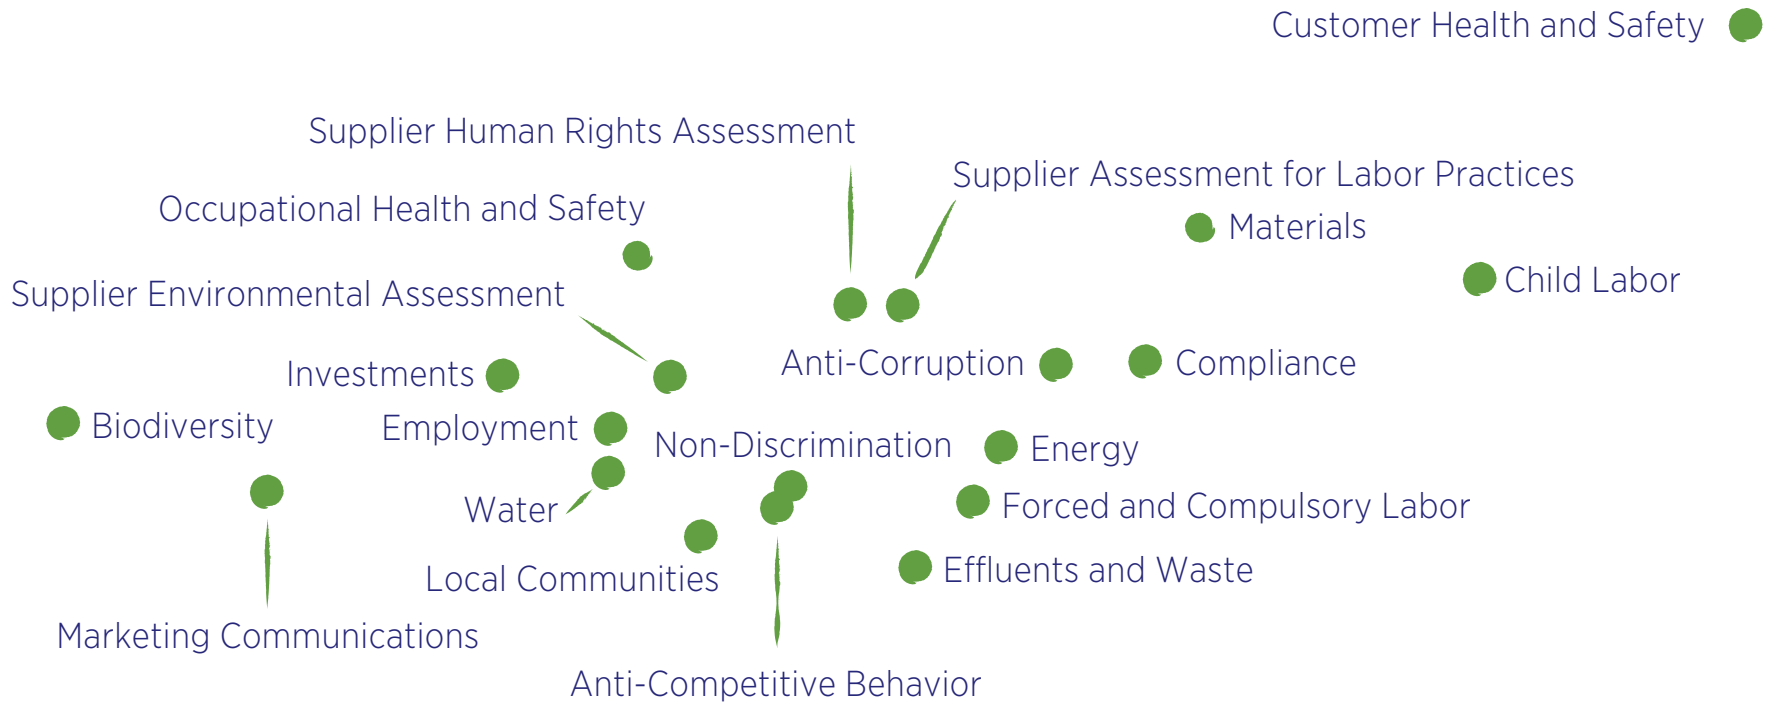 Customer Health and Safety
Supplier Human Rights Assessment
Supplier Assessment for Labor Practices
Occupational Health and Safety
Materials
Child Labor
Supplier Environmental Assessment
Anti-Corruption
Compliance
Investments
Biodiversity
Employment
Non-Discrimination
Energy
Water
Forced and Compulsory Labor
Local Communities
Effluents and Waste
Marketing Communications
Anti-Competitive Behavior